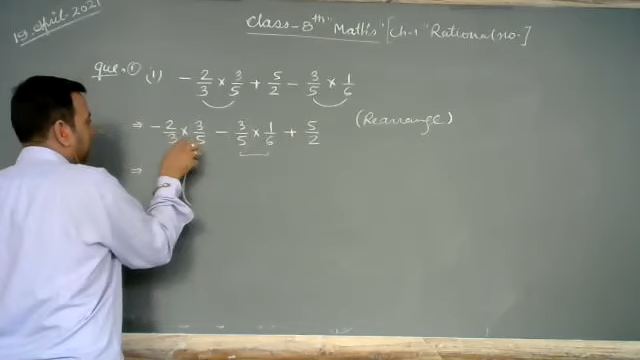 19 April 2021
Class-8th "Maths" [Ch-1 "Rational no.]
Que. ① (i) - 2/3 × 3/5 + 5/2 - 3/5 × 1/6
⇒ - 2/3 × 3/5 - 3/5 × 1/6 + 5/2 (Rearrange)
⇒